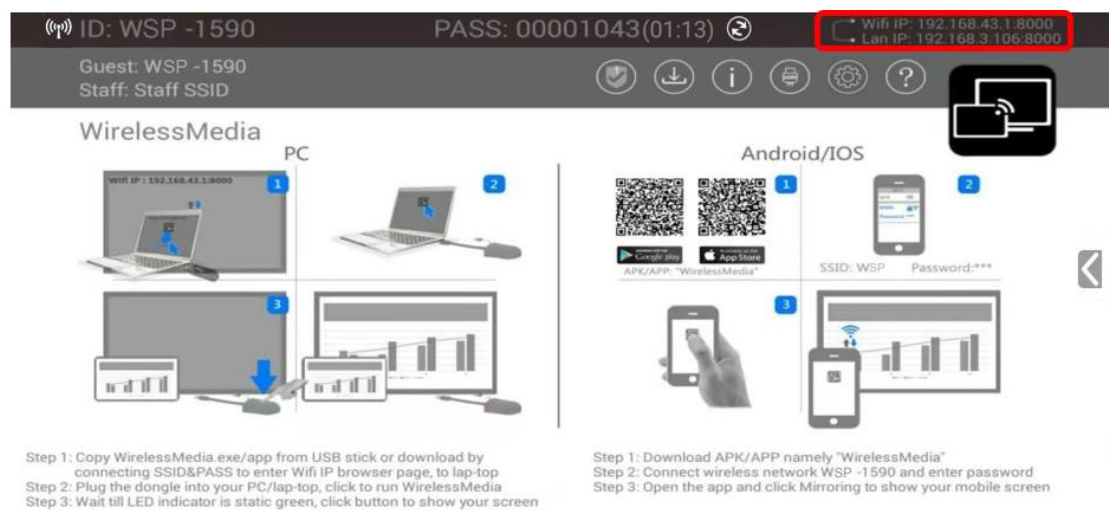 ID: WSP -1590
PASS: 00001043(01:13)
Wifi IP: 192.168.43.1:8000
Lan IP: 192.168.3.106:8000
Guest: WSP -1590
Staff: Staff SSID
WirelessMedia
PC
Wifi IP : 192.168.43.1:8000
1
2
3
Step 1: Copy WirelessMedia.exe/app from USB stick or download by
connecting SSID&PASS to enter Wifi IP browser page, to lap-top
Step 2: Plug the dongle into your PC/lap-top, click to run WirelessMedia
Step 3: Wait till LED indicator is static green, click button to show your screen
Android/IOS
1
Google play
App Store
APK/APP: "WirelessMedia"
2
Password ***
SSID: WSP Password:***
3
Step 1: Download APK/APP namely "WirelessMedia"
Step 2: Connect wireless network WSP -1590 and enter password
Step 3: Open the app and click Mirroring to show your mobile screen